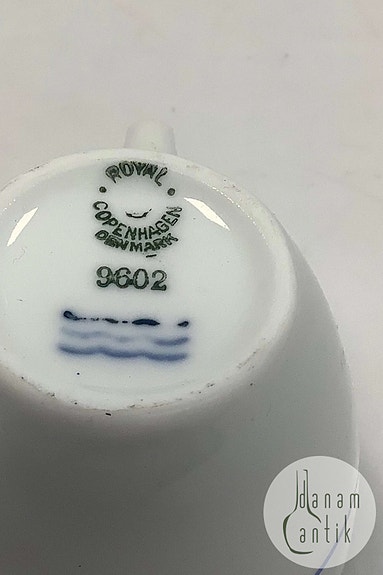 ROYAL
COPENHAGEN
DENMARK
9602
danam
antik